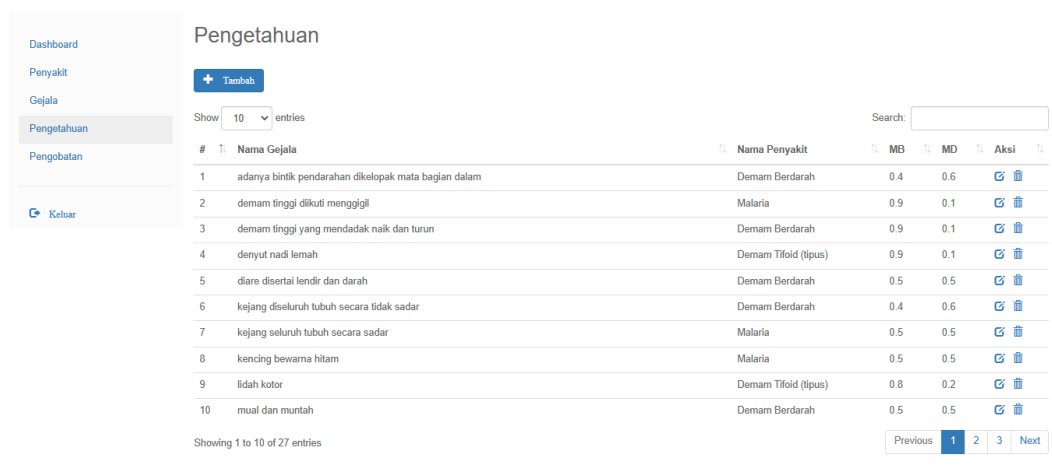 Dashboard
Penyakit
Gejala
Pengetahuan
Pengobatan
Keluar
Pengetahuan
Tambah
Show 10 entries
Search:
# Nama Gejala Nama Penyakit MB MD Aksi
1 adanya bintik pendarahan dikelopak mata bagian dalam Demam Berdarah 0.4 0.6
2 demam tinggi diikuti menggigil Malaria 0.9 0.1
3 demam tinggi yang mendadak naik dan turun Demam Berdarah 0.9 0.1
4 denyut nadi lemah Demam Tifoid (tipus) 0.9 0.1
5 diare disertai lendir dan darah Demam Berdarah 0.5 0.5
6 kejang diseluruh tubuh secara tidak sadar Demam Berdarah 0.4 0.6
7 kejang seluruh tubuh secara sadar Malaria 0.5 0.5
8 kencing bewarna hitam Malaria 0.5 0.5
9 lidah kotor Demam Tifoid (tipus) 0.8 0.2
10 mual dan muntah Demam Berdarah 0.5 0.5
Showing 1 to 10 of 27 entries
Previous 1 2 3 Next